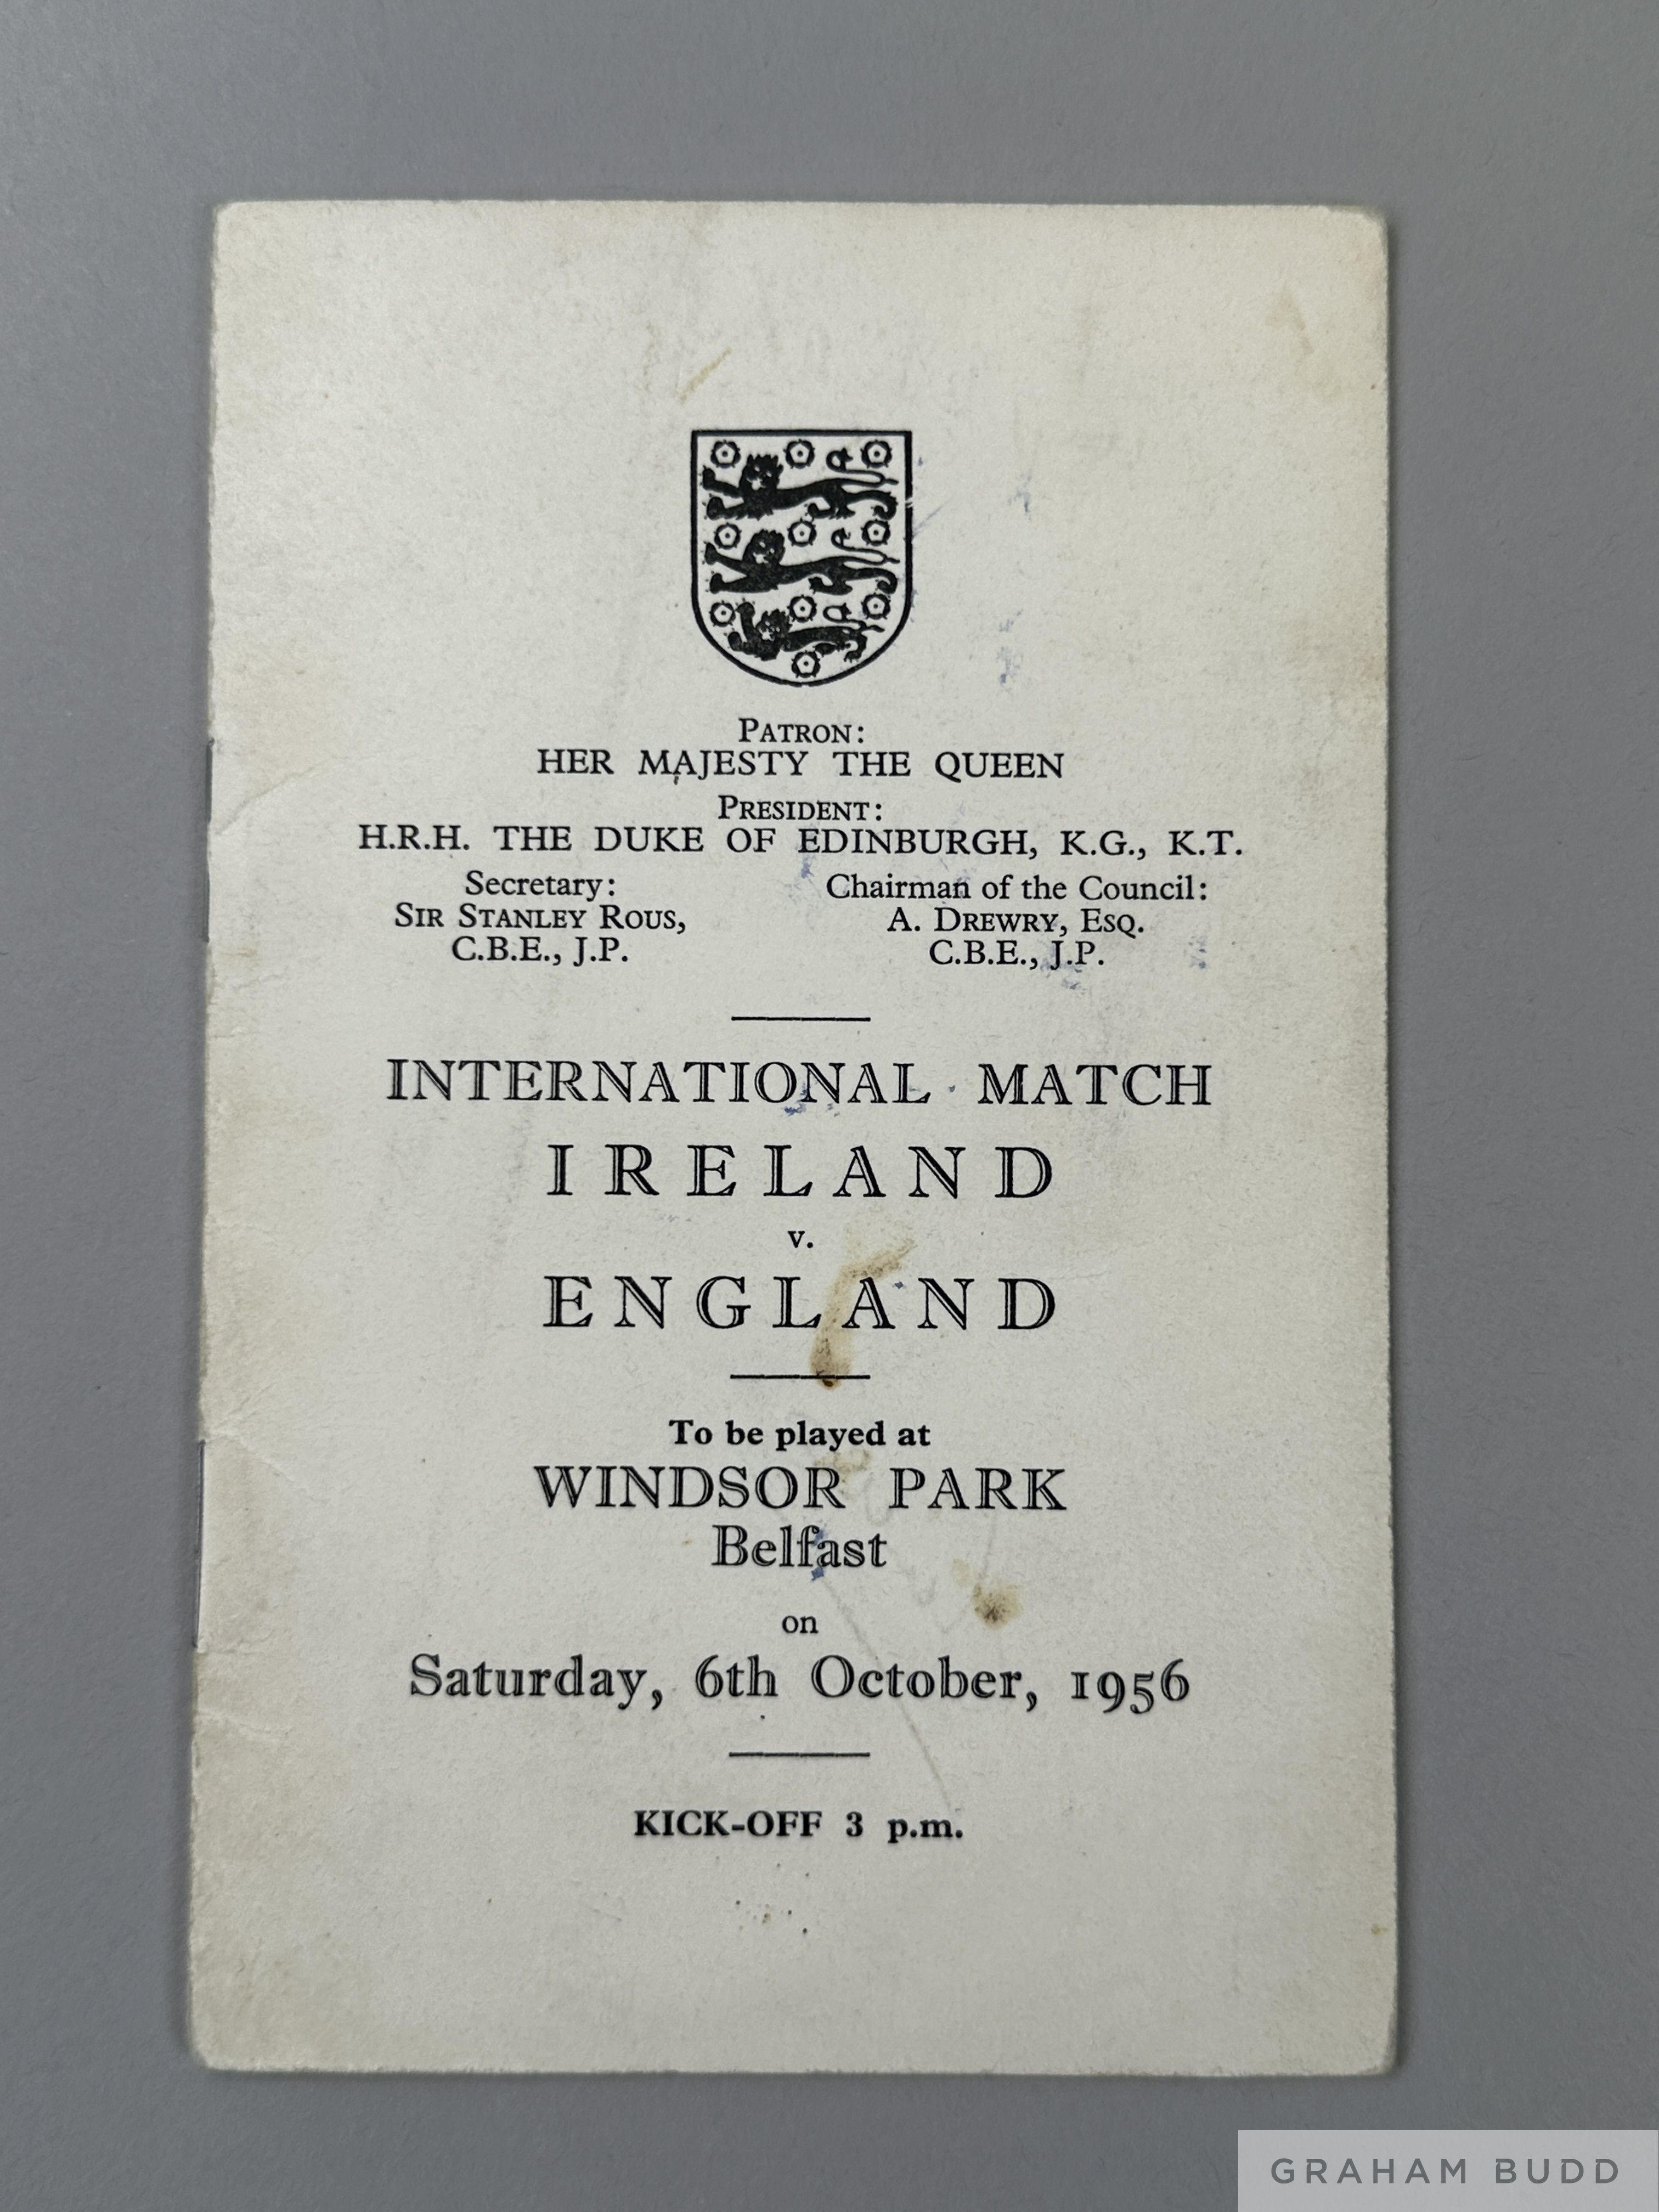 PATRON:
HER MAJESTY THE QUEEN
PRESIDENT:
H.R.H. THE DUKE OF EDINBURGH, K.G., K.T.
Secretary:
SIR STANLEY ROUS,
C.B.E., J.P.
Chairman of the Council:
A. DREWRY, ESQ.
C.B.E., J.P.
INTERNATIONAL MATCH
IRELAND
v.
ENGLAND
To be played at
WINDSOR PARK
Belfast
on
Saturday, 6th October, 1956
KICK-OFF 3 p.m.
GRAHAM BUDD